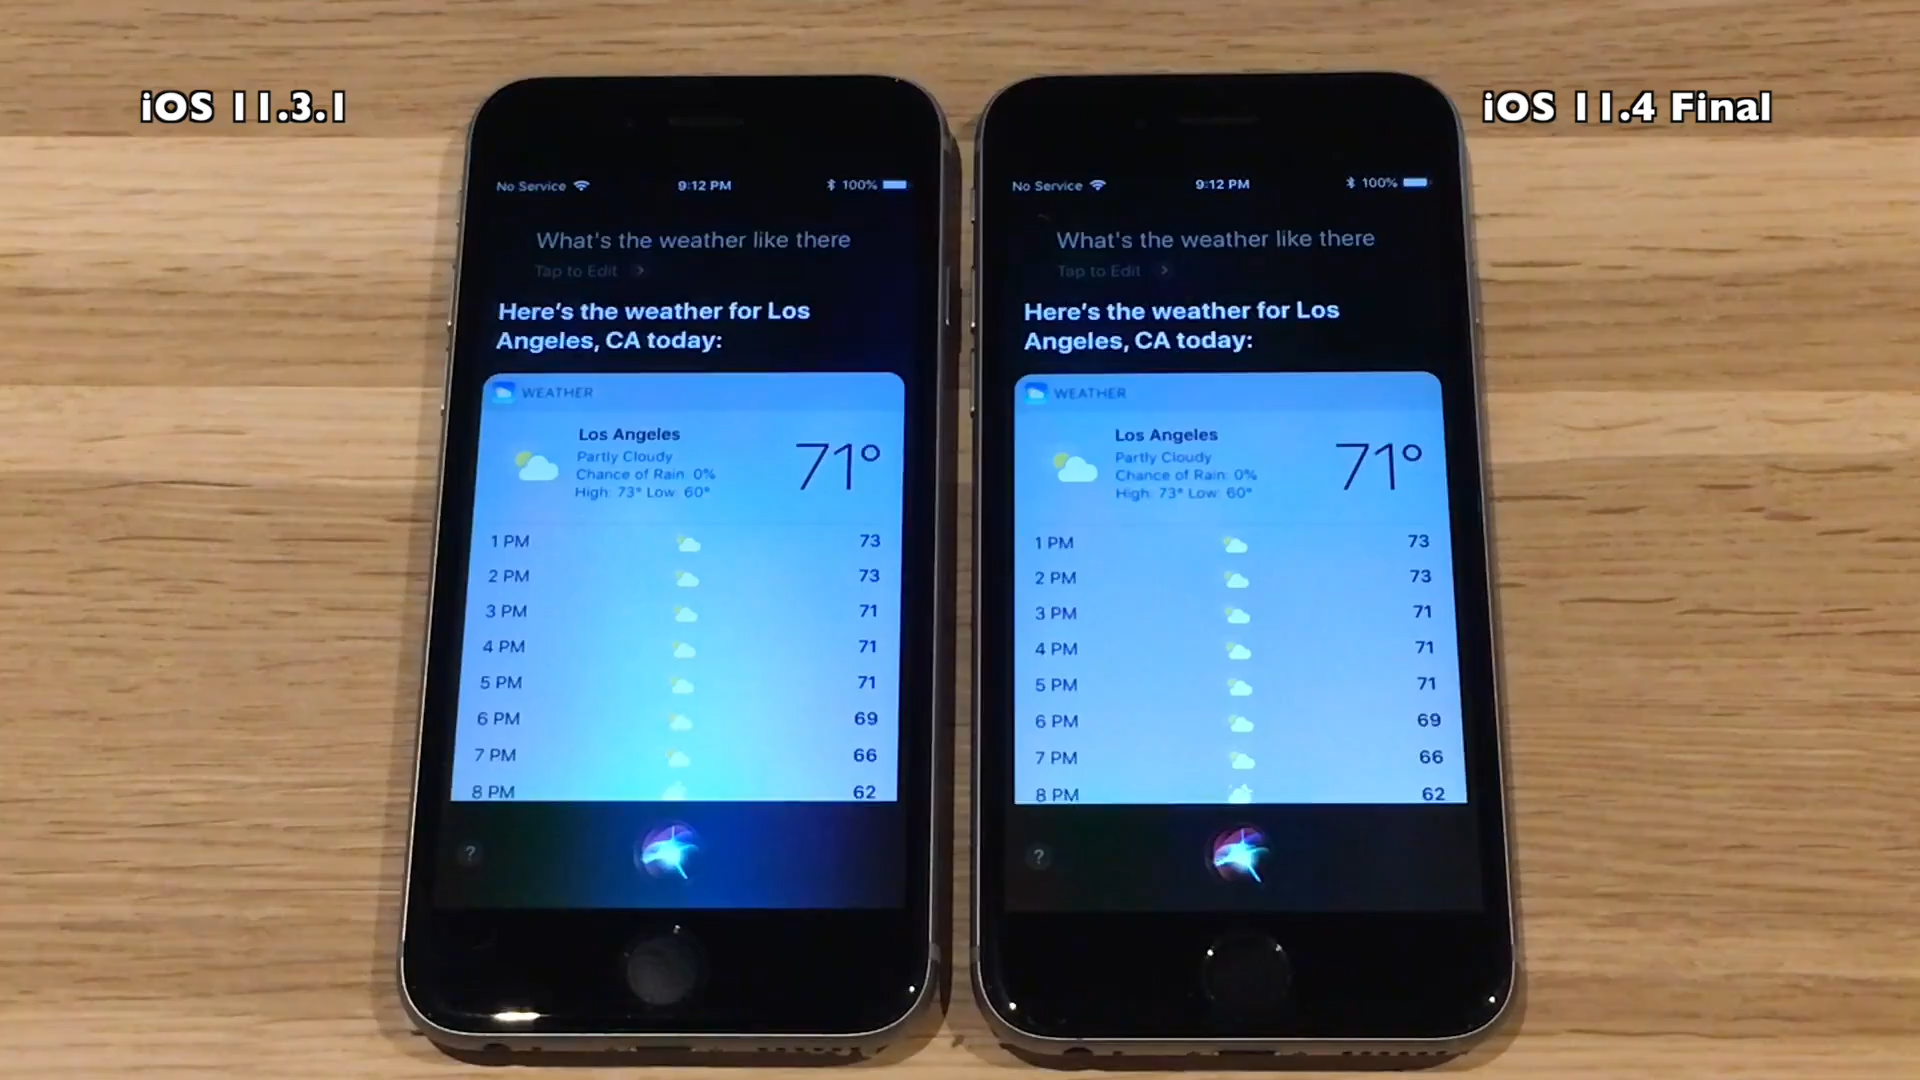 iOS 11.3.1
iOS 11.4 Final
No Service 9:12 PM 100%
What's the weather like there
Tap to Edit
Here's the weather for Los
Angeles, CA today:
WEATHER
Los Angeles
Partly Cloudy
Chance of Rain: 0%
High: 73° Low: 60°
71°
1 PM 73
2 PM 73
3 PM 71
4 PM 71
5 PM 71
6 PM 69
7 PM 66
8 PM 62
?
No Service 9:12 PM 100%
What's the weather like there
Tap to Edit
Here's the weather for Los
Angeles, CA today:
WEATHER
Los Angeles
Partly Cloudy
Chance of Rain: 0%
High: 73° Low: 60°
71°
1 PM 73
2 PM 73
3 PM 71
4 PM 71
5 PM 71
6 PM 69
7 PM 66
8 PM 62
?